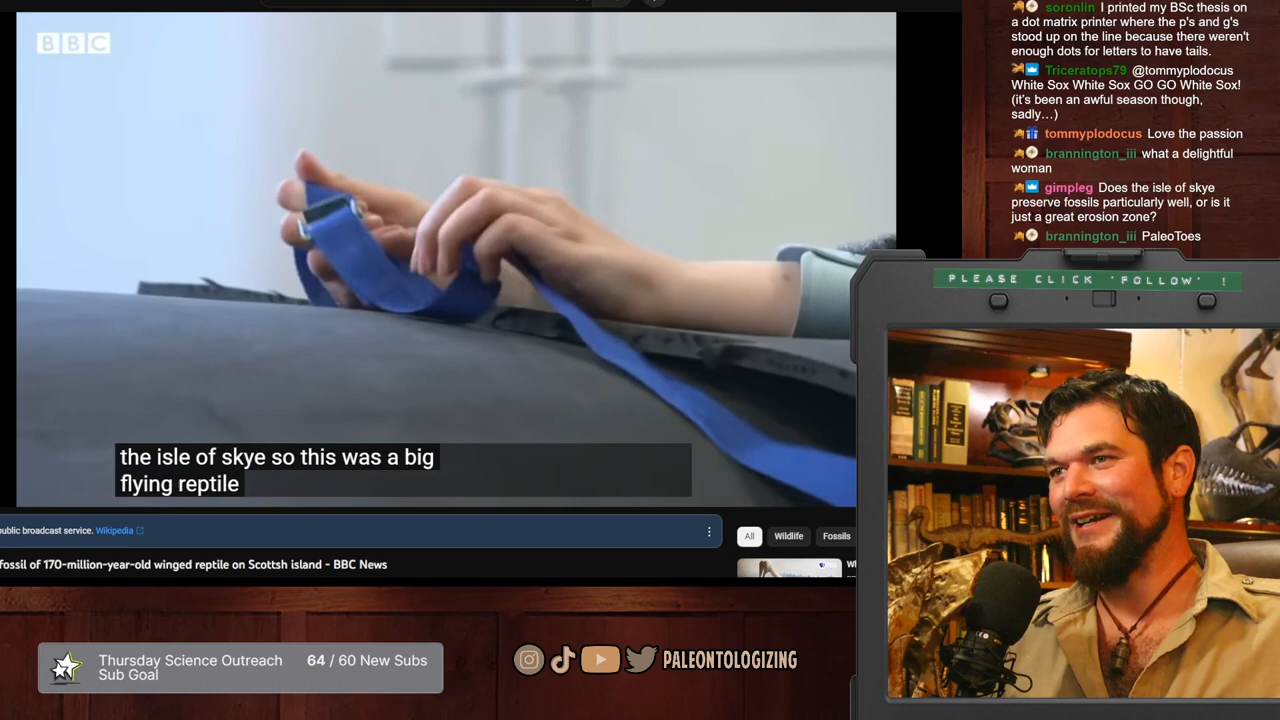 BBC
the isle of skye so this was a big
flying reptile
public broadcast service. Wikipedia
All
Wildlife
Fossils
fossil of 170-million-year-old winged reptile on Scottsh island - BBC News
soronlin I printed my BSc thesis on
a dot matrix printer where the p's and g's
stood up on the line because there weren't
enough dots for letters to have tails.
Triceratops79 @tommyplodocus
White Sox White Sox GO GO White Sox!
(it's been an awful season though,
sadly…)
tommyplodocus Love the passion
brannington_iii what a delightful
woman
gimpleg Does the isle of skye
preserve fossils particularly well, or is it
just a great erosion zone?
brannington_iii PaleoToes
PLEASE CLICK "FOLLOW" !
Thursday Science Outreach
Sub Goal
64 / 60 New Subs
PALEONTOLOGIZING